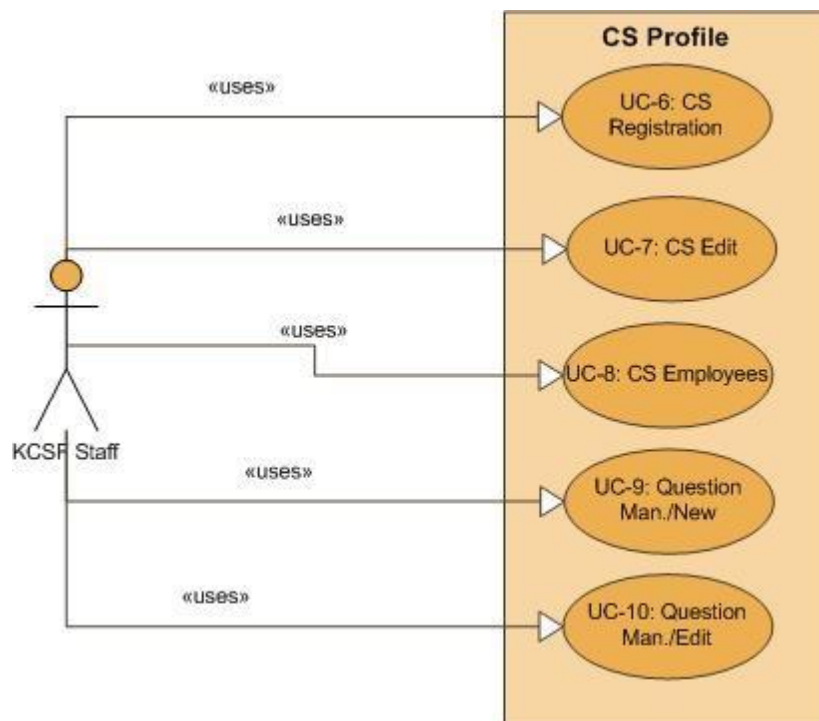 CS Profile
«uses»
UC-6: CS
Registration
«uses»
UC-7: CS Edit
«uses»
UC-8: CS Employees
KCSF Staff
«uses»
UC-9: Question
Man./New
«uses»
UC-10: Question
Man./Edit